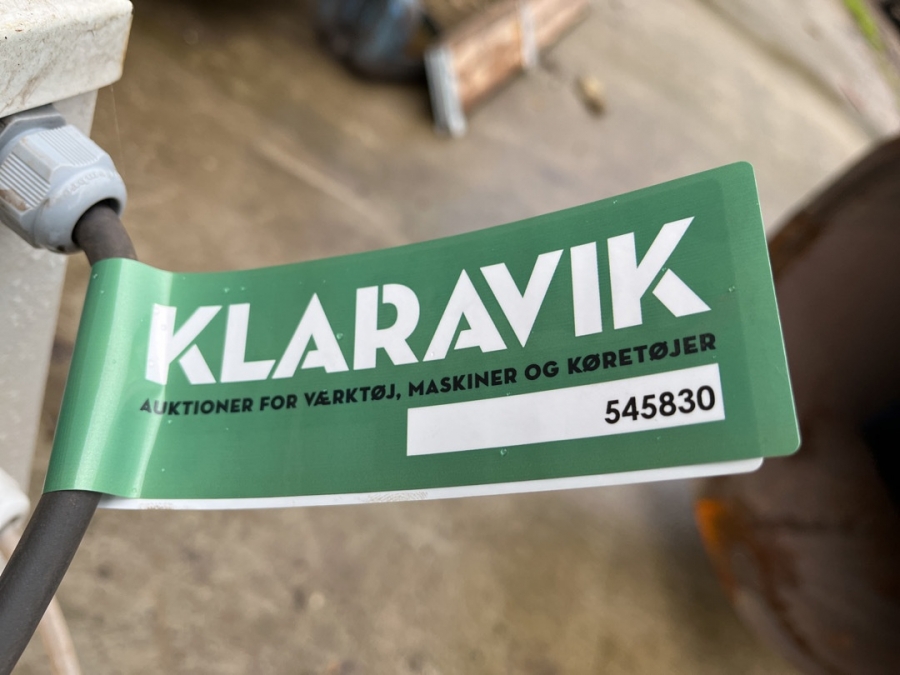 KLARAVIK
AUKTIONER FOR VÆRKTØJ, MASKINER OG KØRETØJER
545830